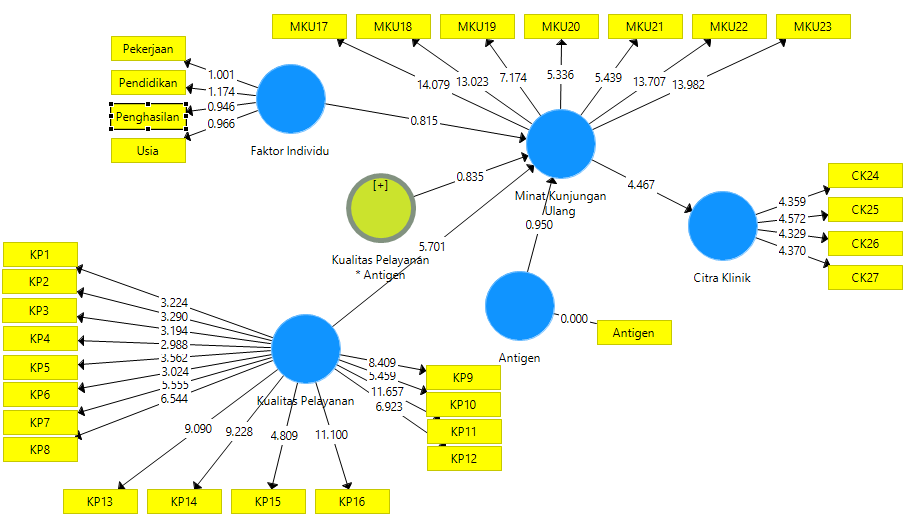 MKU17
MKU18
MKU19
MKU20
MKU21
MKU22
MKU23
Pekerjaan
Pendidikan
Penghasilan
Usia
1.001
1.174
0.946
0.966
Faktor Individu
14.079
13.023
7.174
5.336
5.439
13.707
13.982
0.815
[+]
0.835
Kualitas Pelayanan
* Antigen
Minat Kunjungan
Ulang
0.950
4.467
CK24
CK25
CK26
CK27
4.359
4.572
4.329
4.370
Citra Klinik
5.701
KP1
KP2
KP3
KP4
KP5
KP6
KP7
KP8
3.224
3.290
3.194
2.988
3.562
3.024
5.555
6.544
Kualitas Pelayanan
Antigen
0.000
Antigen
8.409
5.459
11.657
6.923
KP9
KP10
KP11
KP12
9.090
9.228
4.809
11.100
KP13
KP14
KP15
KP16